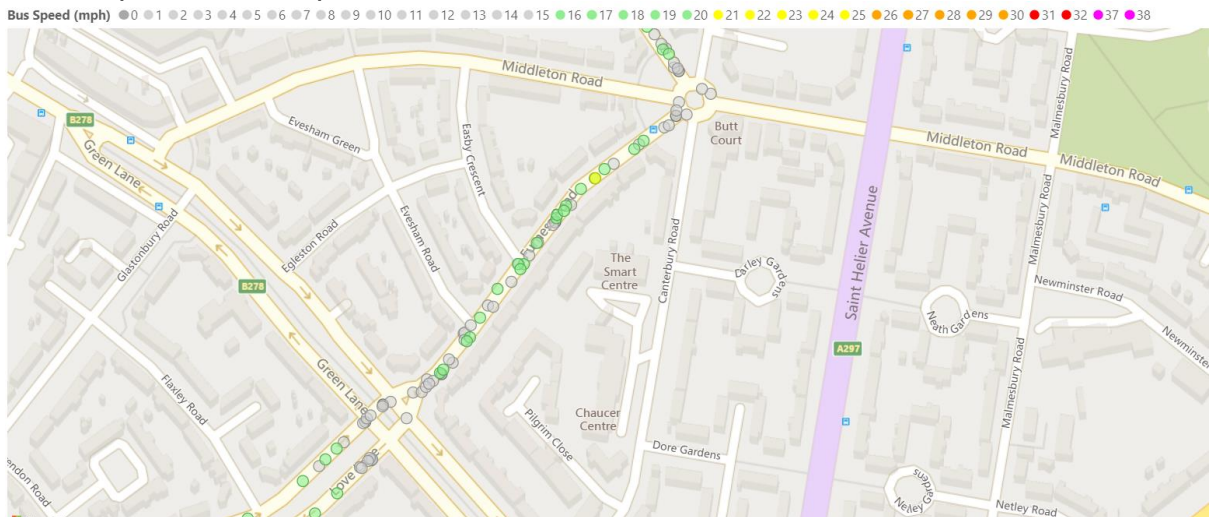 Bus Speed (mph) 0 1 2 3 4 5 6 7 8 9 10 11 12 13 14 15 16 17 18 19 20 21 22 23 24 25 26 27 28 29 30 31 32 37 38
Middleton Road
Malmesbury Road
B278
Evesham Green
Easby Crescent
Butt
Court
Middleton Road
Middleton Road
Green Lane
Glastonbury Road
Egleston Road
Evesham Road
Canterbury Road
Saint Helier Avenue
Malmesbury Road
The
Smart
Centre
B278
Neath Gardens
Newminster Road
Newminster
A297
Green Lane
Flaxley Road
Malmesbury Road
Chaucer
Centre
Pilgrim Close
Dore Gardens
Netley Gardens
Netley Road